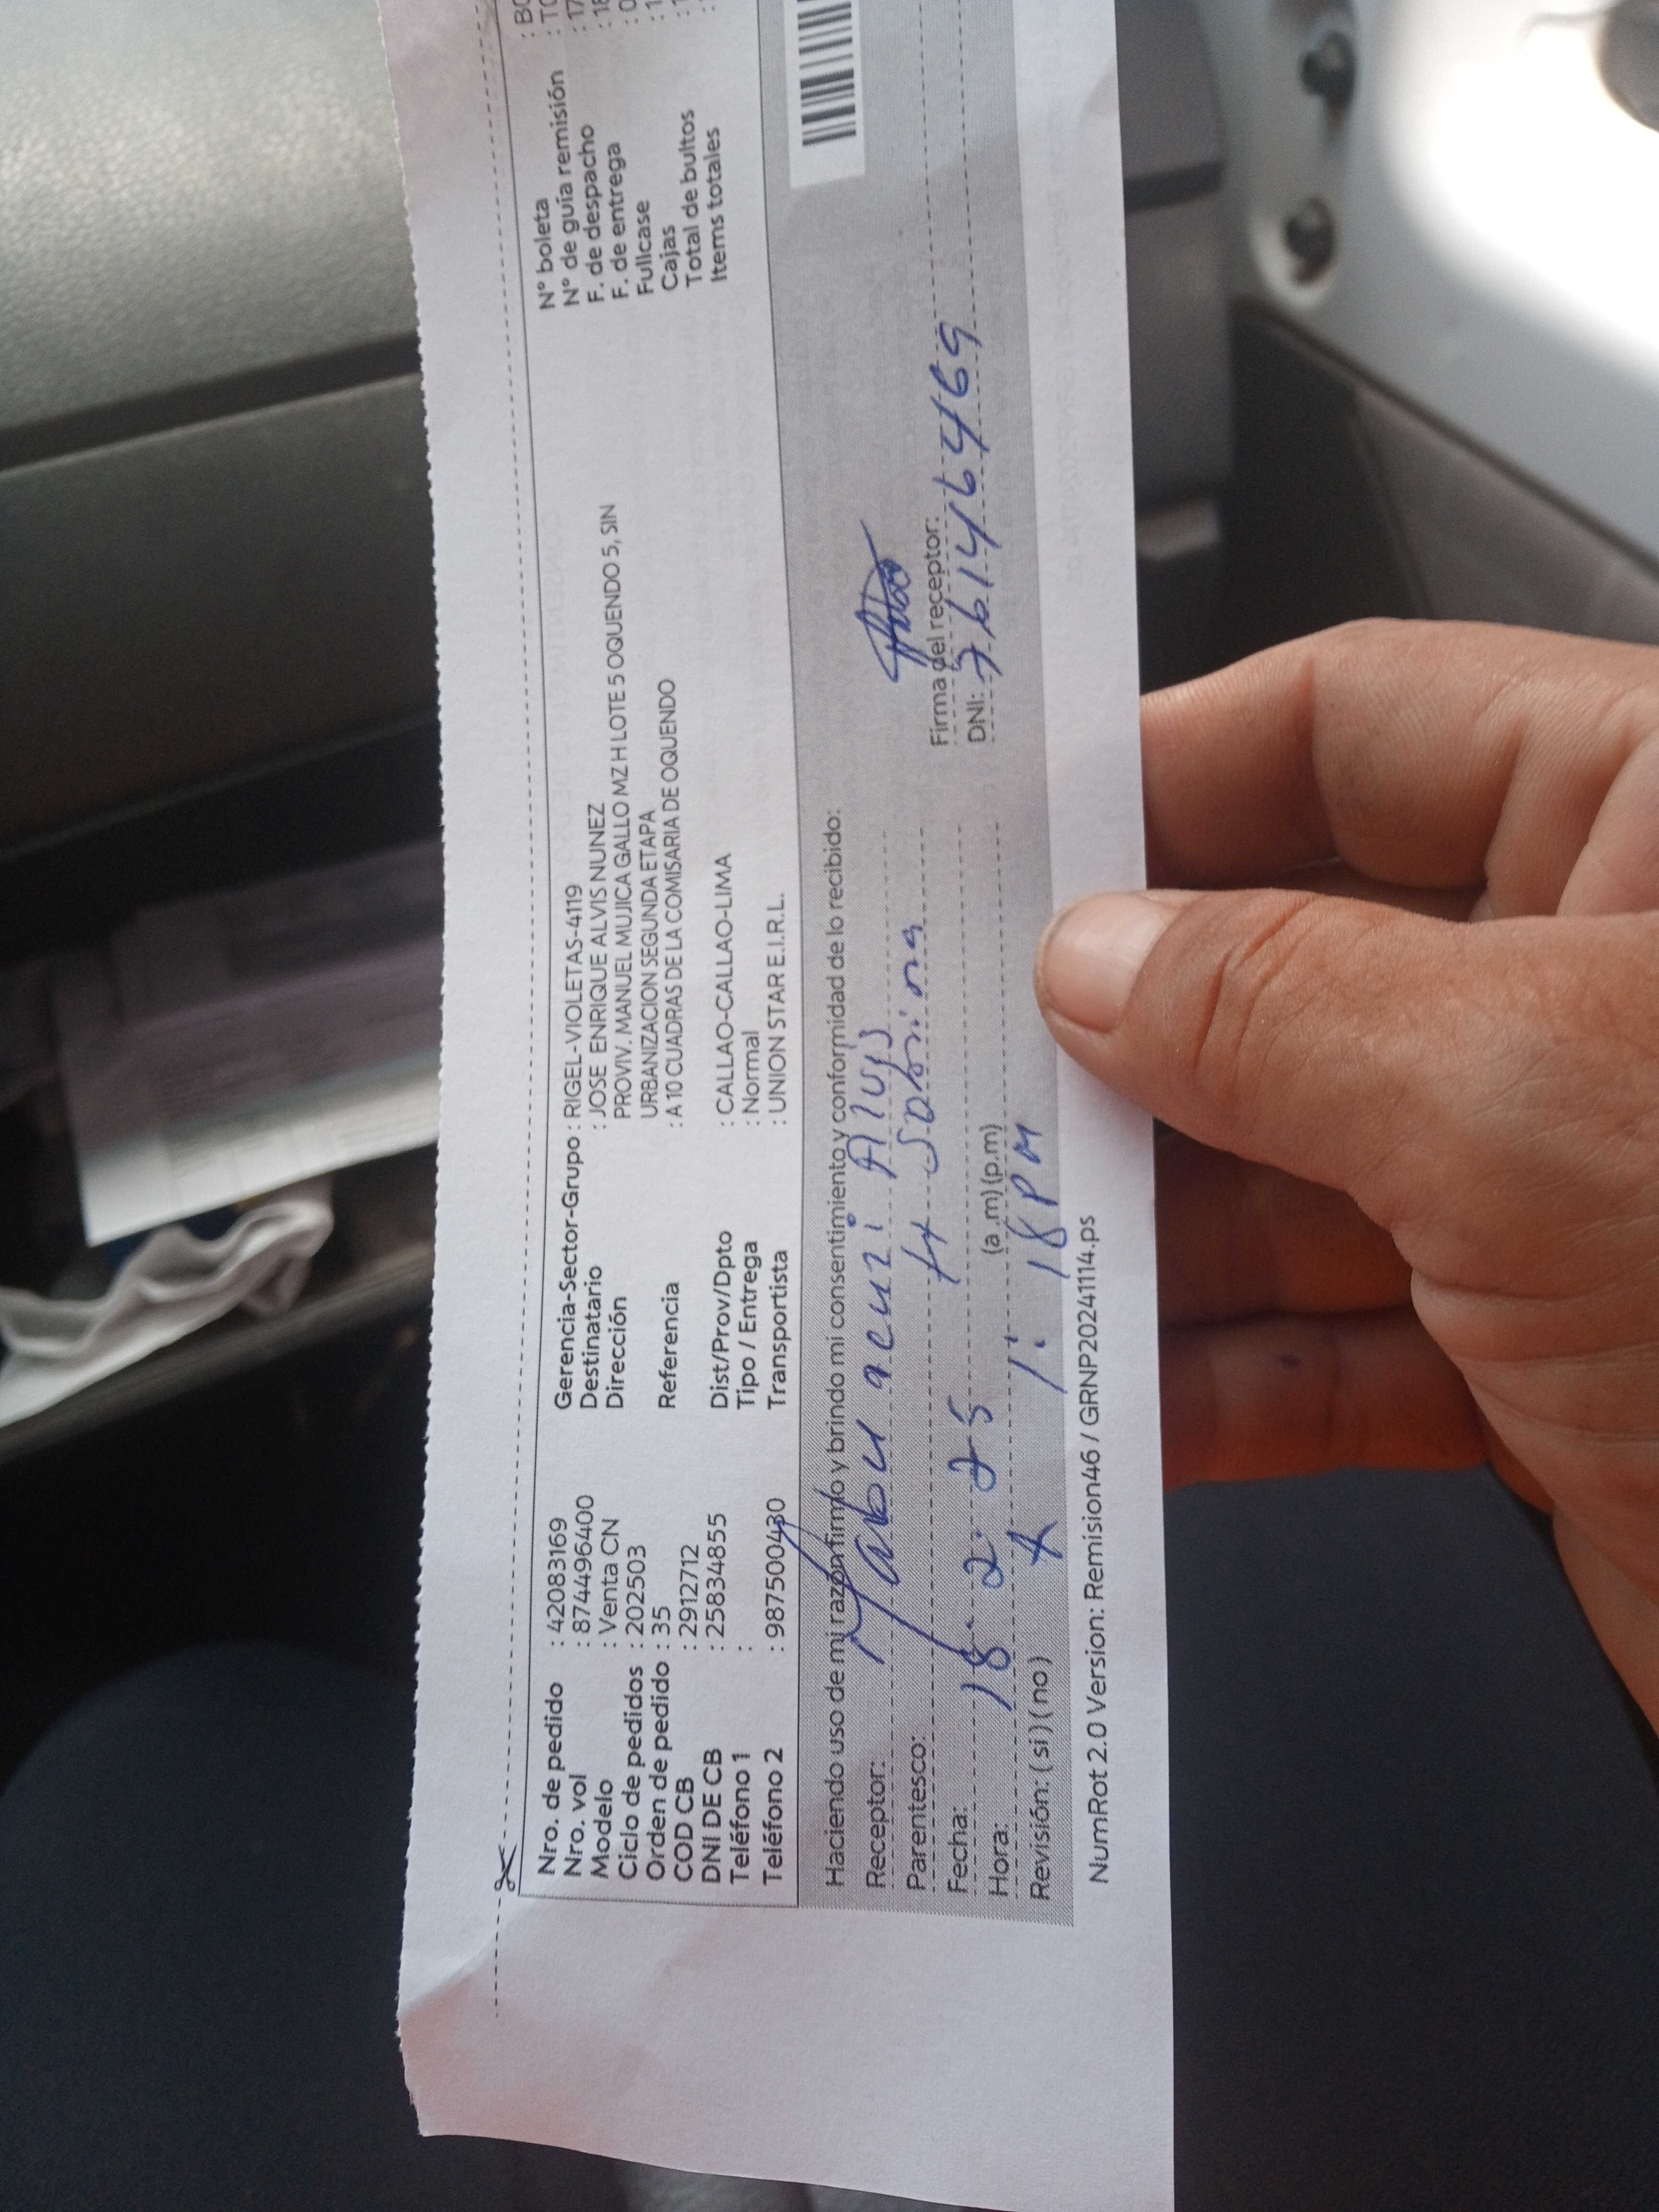 Nro. de pedido : 42083169
Nro. vol : 874496400
Modelo : Venta CN
Ciclo de pedidos : 202503
Orden de pedido : 35
COD CB : 2912712
DNI DE CB : 25834855
Teléfono 1 :
Teléfono 2 : 987500430
Gerencia-Sector-Grupo : RIGEL-VIOLETAS-4119
Destinatario : JOSE ENRIQUE ALVIS NUNEZ
Dirección PROVIV. MANUEL MUJICA GALLO MZ H LOTE 5 OQUENDO 5, SIN
URBANIZACION SEGUNDA ETAPA
Referencia : A 10 CUADRAS DE LA COMISARIA DE OQUENDO
Dist/Prov/Dpto : CALLAO-CALLAO-LIMA
Tipo / Entrega : Normal
Transportista : UNION STAR E.I.R.L.
N° boleta
N° de guía remisión
F. de despacho
F. de entrega
Fullcase
Cajas
Total de bultos
Items totales
Haciendo uso de mi razón firmo y brindo mi consentimiento y conformidad de lo recibido:
Receptor: Alvis
Parentesco: Sobrina
Fecha: 18. 2. 25
Hora: 1: 18 PM (a.m) (p.m)
Revisión: ( si ) ( no )
Firma del receptor:
DNI: 76146469
NumRot 2.0 Version: Remision46 / GRNP20241114.ps